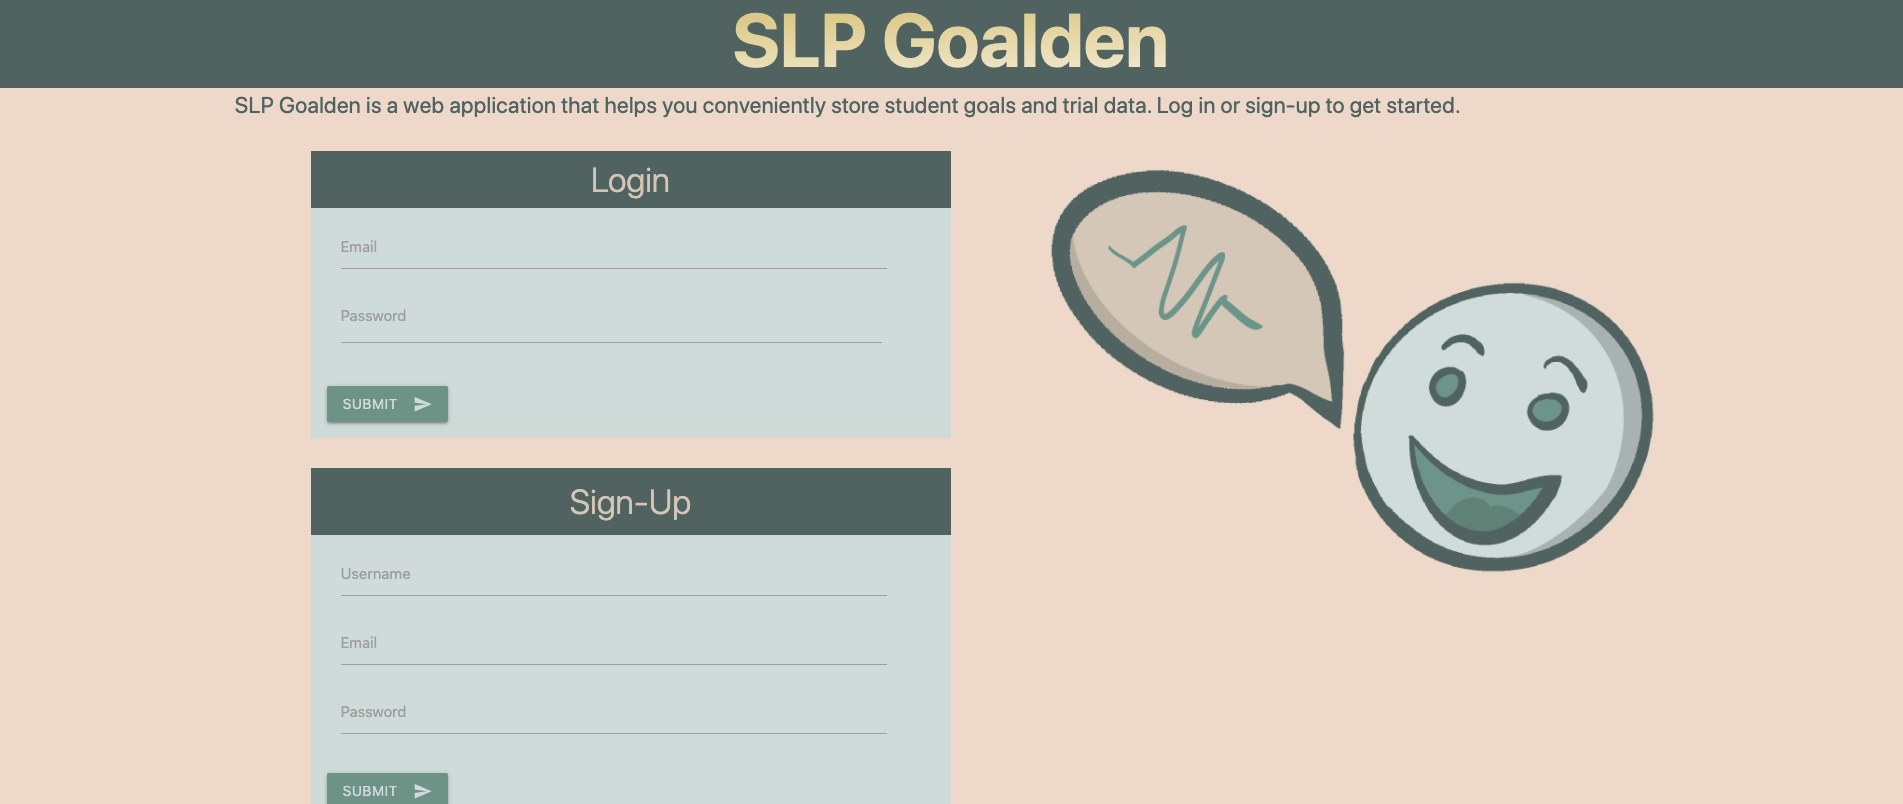 SLP Goalden
SLP Goalden is a web application that helps you conveniently store student goals and trial data. Log in or sign-up to get started.
Login
Email
Password
SUBMIT
Sign-Up
Username
Email
Password
SUBMIT